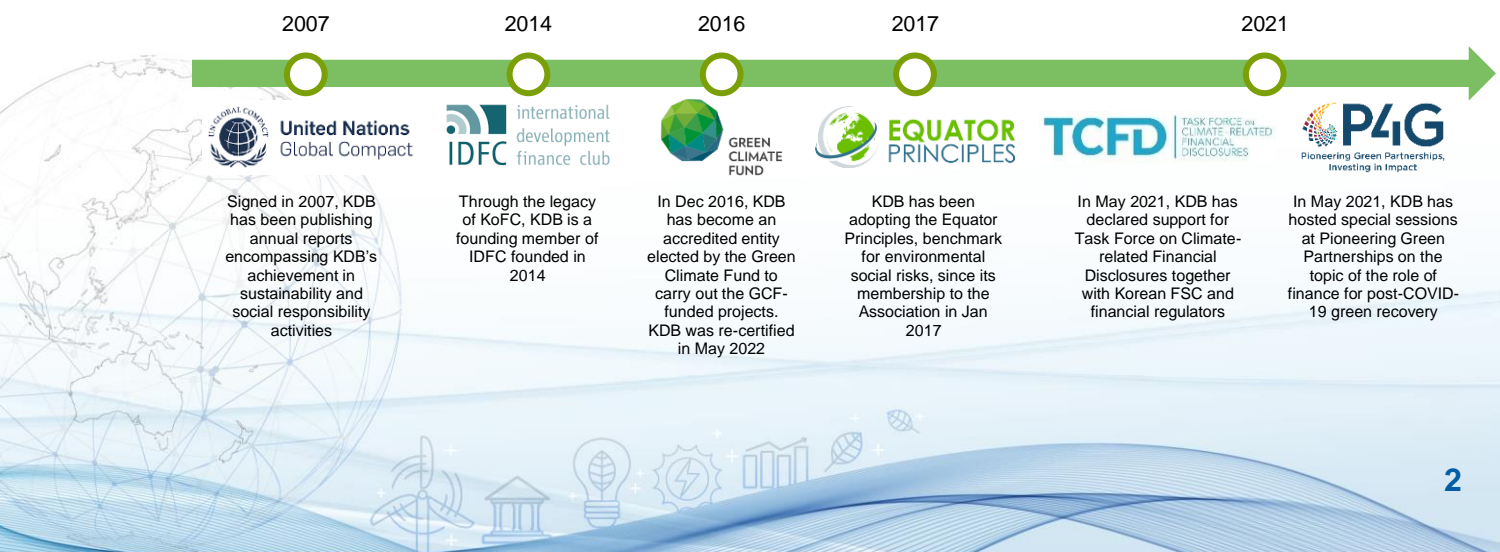 2007
2014
2016
2017
2021
UN GLOBAL COMPACT
United Nations
Global Compact
IDFC
international
development
finance club
GREEN
CLIMATE
FUND
EQUATOR
PRINCIPLES
TCFD
TASK FORCE on
CLIMATE-RELATED
FINANCIAL
DISCLOSURES
P4G
Pioneering Green Partnerships,
Investing in Impact
Signed in 2007, KDB
has been publishing
annual reports
encompassing KDB's
achievement in
sustainability and
social responsibility
activities
Through the legacy
of KoFC, KDB is a
founding member of
IDFC founded in
2014
In Dec 2016, KDB
has become an
accredited entity
elected by the Green
Climate Fund to
carry out the GCF-
funded projects.
KDB was re-certified
in May 2022
KDB has been
adopting the Equator
Principles, benchmark
for environmental
social risks, since its
membership to the
Association in Jan
2017
In May 2021, KDB has
declared support for
Task Force on Climate-
related Financial
Disclosures together
with Korean FSC and
financial regulators
In May 2021, KDB has
hosted special sessions
at Pioneering Green
Partnerships on the
topic of the role of
finance for post-COVID-
19 green recovery
2